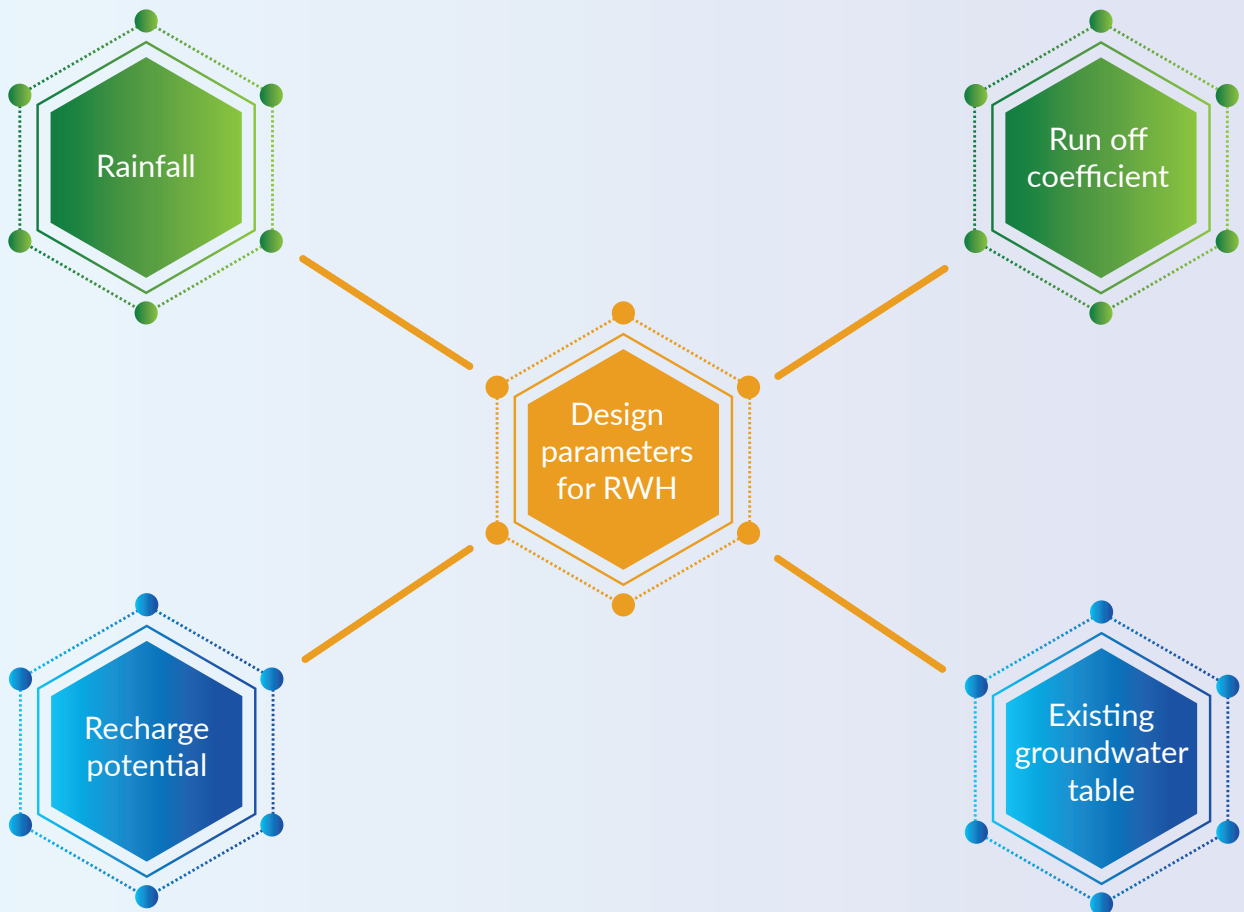 Rainfall
Run off
coefficient
Design
parameters
for RWH
Recharge
potential
Existing
groundwater
table